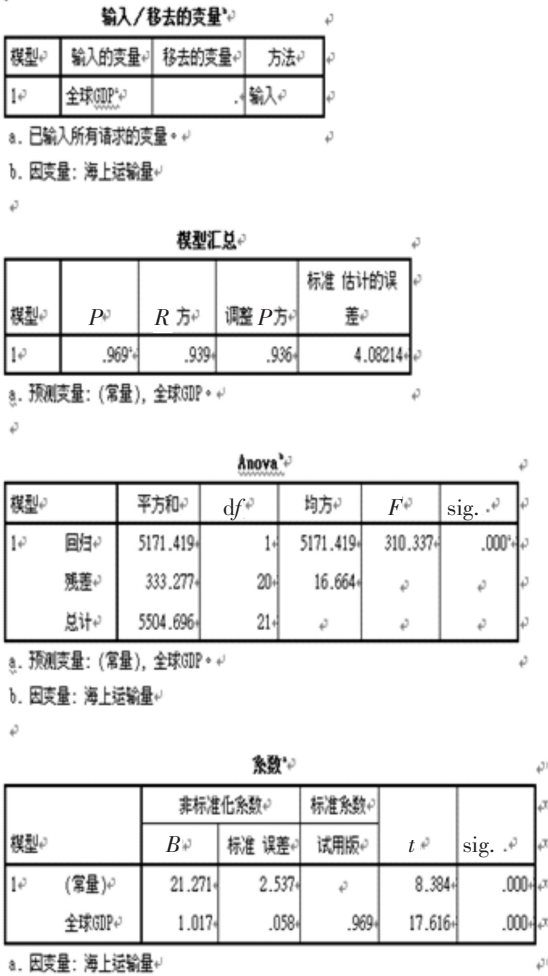 输入／移去的变量b
模型 输入的变量 移去的变量 方法
1 全球GDPa . 输入
a. 已输入所有请求的变量。
b. 因变量: 海上运输量
模型汇总
模型 P R 方 调整 P方 标准 估计的误差
1 .969a .939 .936 4.08214
a. 预测变量: (常量), 全球GDP。
Anovab
模型 平方和 df 均方 F sig. .
1 回归 5171.419 1 5171.419 310.337 .000a
残差 333.277 20 16.664
总计 5504.696 21
a. 预测变量: (常量), 全球GDP。
b. 因变量: 海上运输量
系数a
非标准化系数 标准系数
模型 B 标准 误差 试用版 t sig. .
1 (常量) 21.271 2.537 8.384 .000
全球GDP 1.017 .058 .969 17.616 .000
a. 因变量: 海上运输量